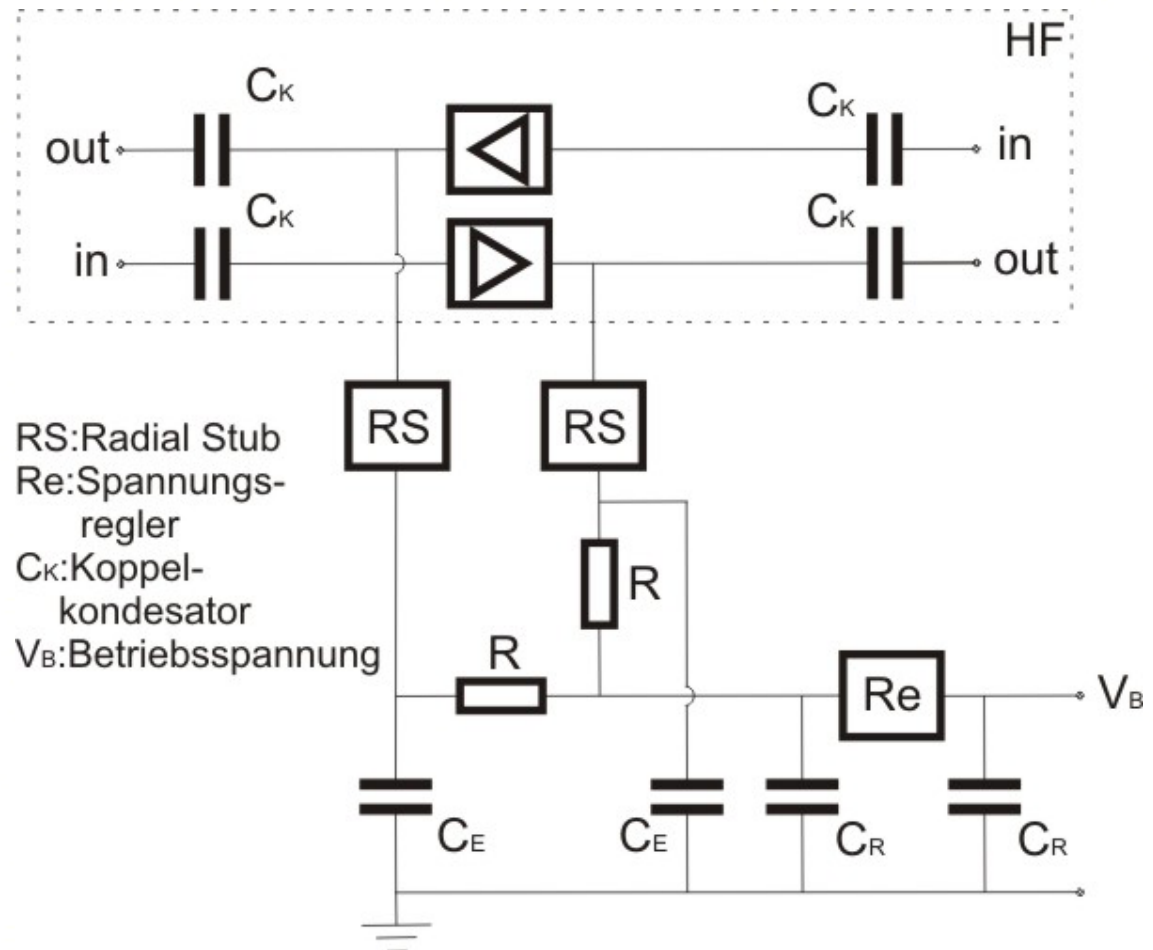 HF
CK
CK
out
in
CK
CK
in
out
RS
RS
RS:Radial Stub
Re:Spannungs-
regler
CK:Koppel-
kondesator
VB:Betriebsspannung
R
R
Re
VB
CE
CE
CR
CR